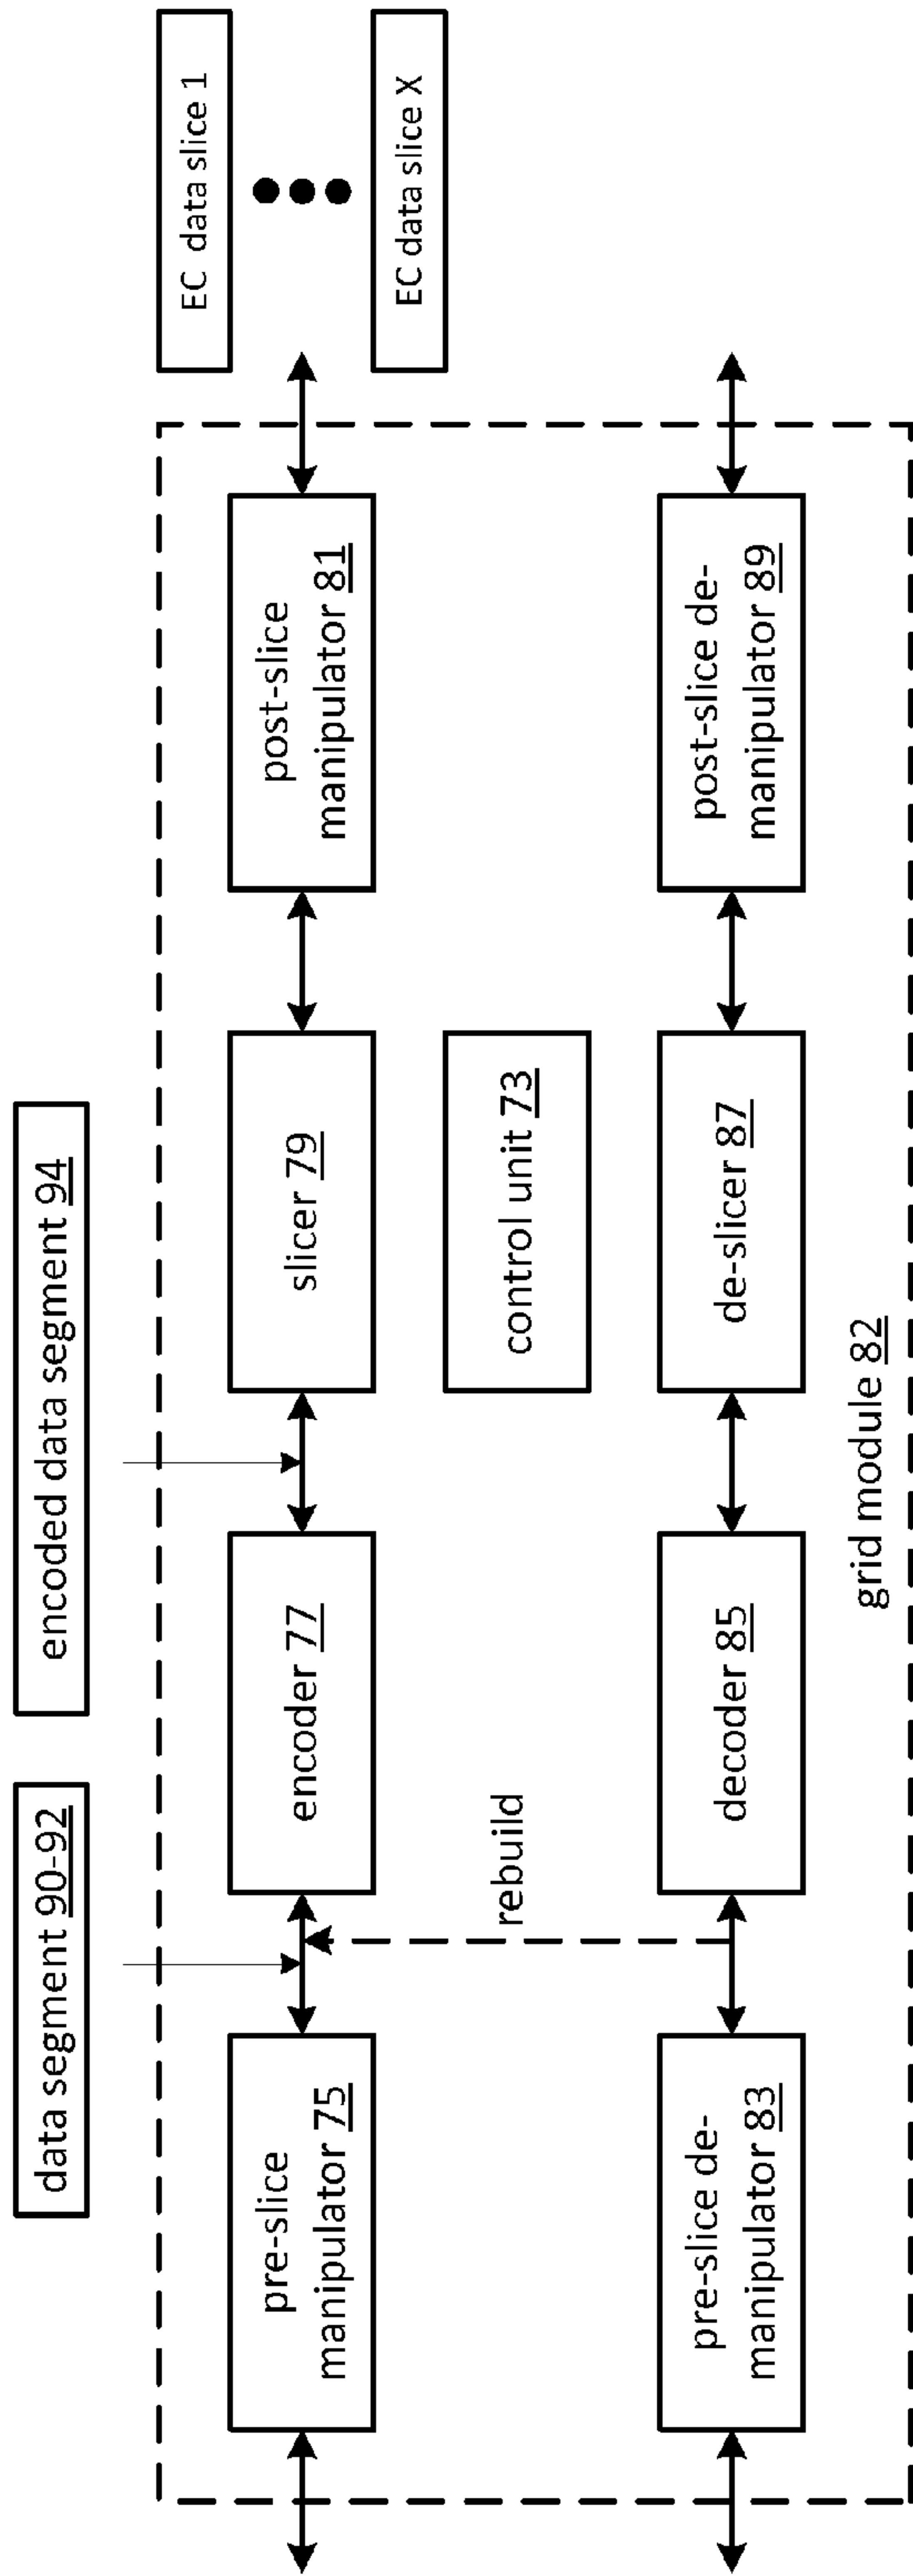 data segment 90-92
encoded data segment 94
EC data slice 1
EC data slice X
pre-slice
manipulator 75
encoder 77
slicer 79
post-slice
manipulator 81
rebuild
control unit 73
pre-slice de-
manipulator 83
decoder 85
de-slicer 87
post-slice de-
manipulator 89
grid module 82